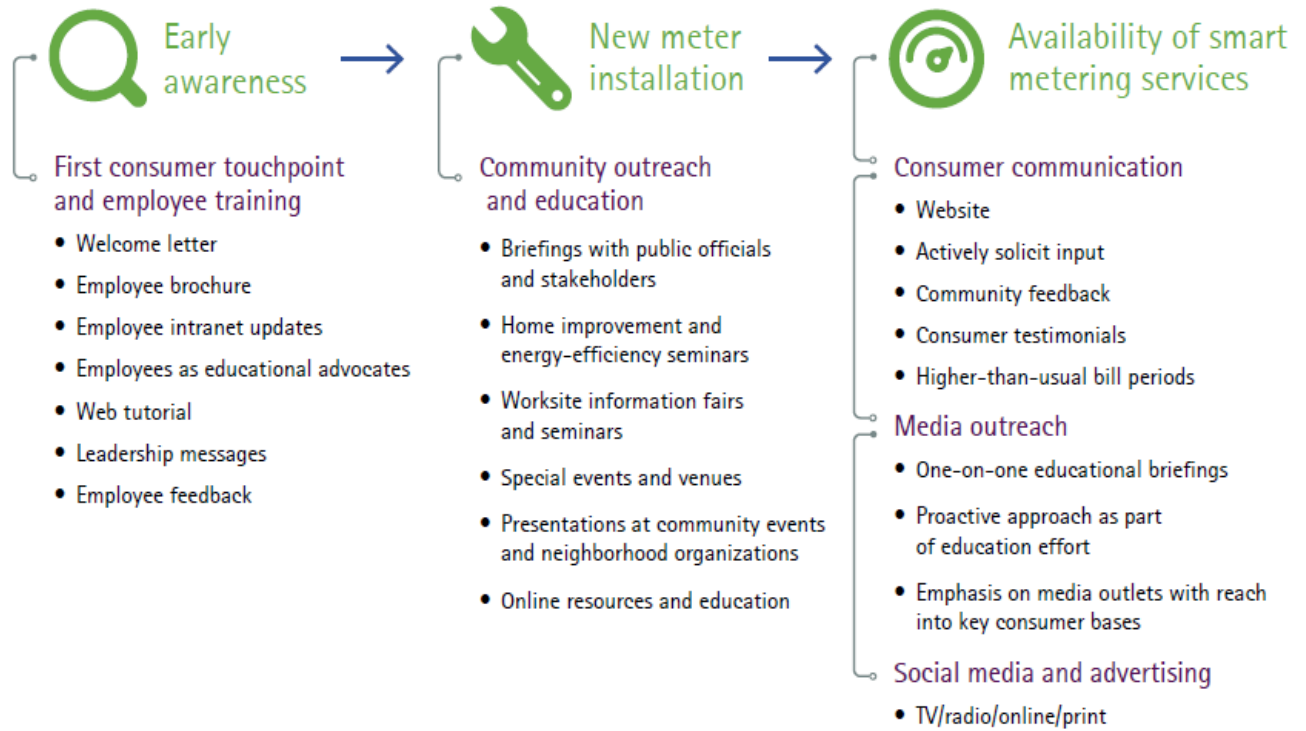 Early
awareness
First consumer touchpoint
and employee training
• Welcome letter
• Employee brochure
• Employee intranet updates
• Employees as educational advocates
• Web tutorial
• Leadership messages
• Employee feedback
New meter
installation
Community outreach
and education
• Briefings with public officials
and stakeholders
• Home improvement and
energy-efficiency seminars
• Worksite information fairs
and seminars
• Special events and venues
• Presentations at community events
and neighborhood organizations
• Online resources and education
Availability of smart
metering services
Consumer communication
• Website
• Actively solicit input
• Community feedback
• Consumer testimonials
• Higher-than-usual bill periods
Media outreach
• One-on-one educational briefings
• Proactive approach as part
of education effort
• Emphasis on media outlets with reach
into key consumer bases
Social media and advertising
• TV/radio/online/print